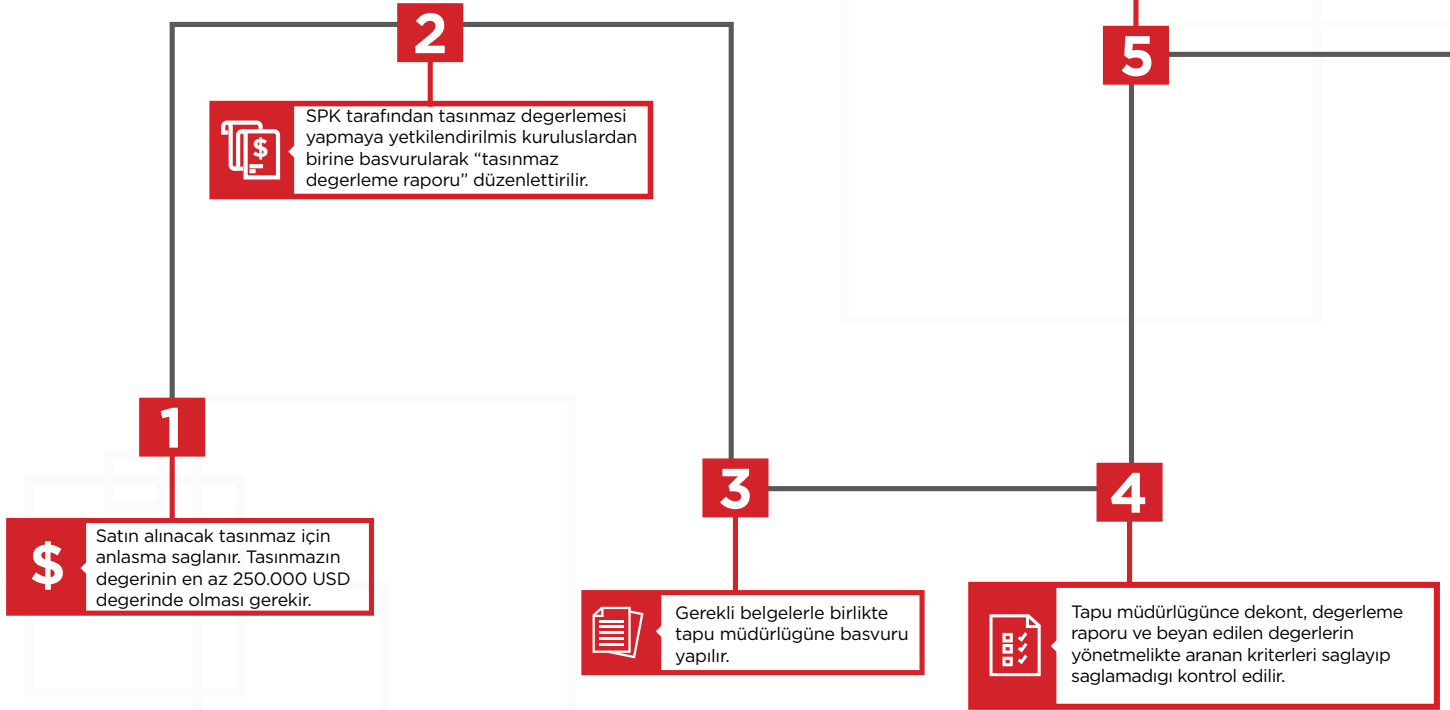 1
$
Satın alınacak tasınmaz için
anlasma saglanır. Tasınmazın
degerinin en az 250.000 USD
degerinde olması gerekir.
2
$
SPK tarafından tasınmaz degerlemesi
yapmaya yetkilendirilmis kuruluslardan
birine basvurularak “tasınmaz
degerleme raporu” düzenlettirilir.
3
Gerekli belgelerle birlikte
tapu müdürlügüne basvuru
yapılır.
4
Tapu müdürlügünce dekont, degerleme
raporu ve beyan edilen degerlerin
yönetmelikte aranan kriterleri saglayıp
saglamadıgı kontrol edilir.
5